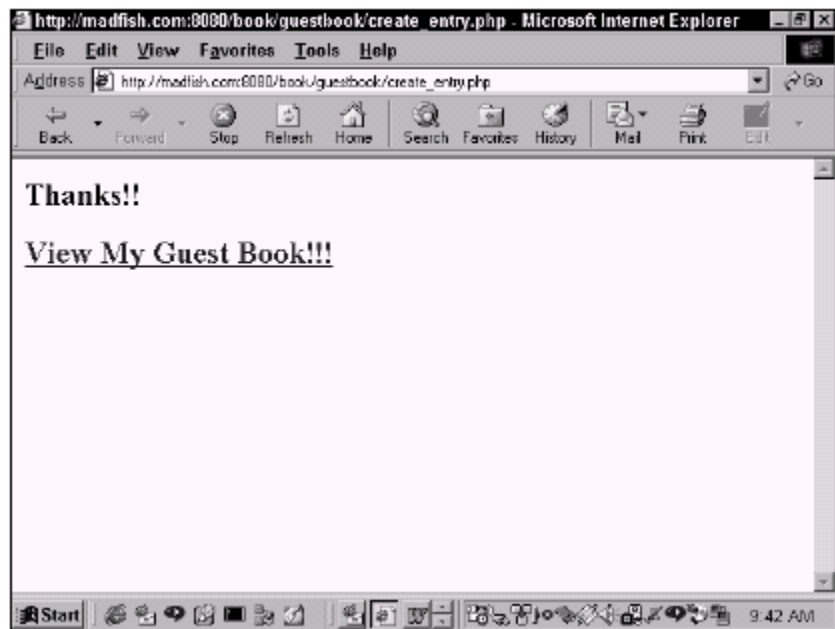 http://madfish.com:8080/book/guestbook/create_entry.php - Microsoft Internet Explorer
File Edit View Favorites Tools Help
Address http://madfish.com:8080/book/guestbook/create_entry.php Go
Back Forward Stop Refresh Home Search Favorites History Mail Print Edit
Thanks!!
View My Guest Book!!!
Start 9:42 AM